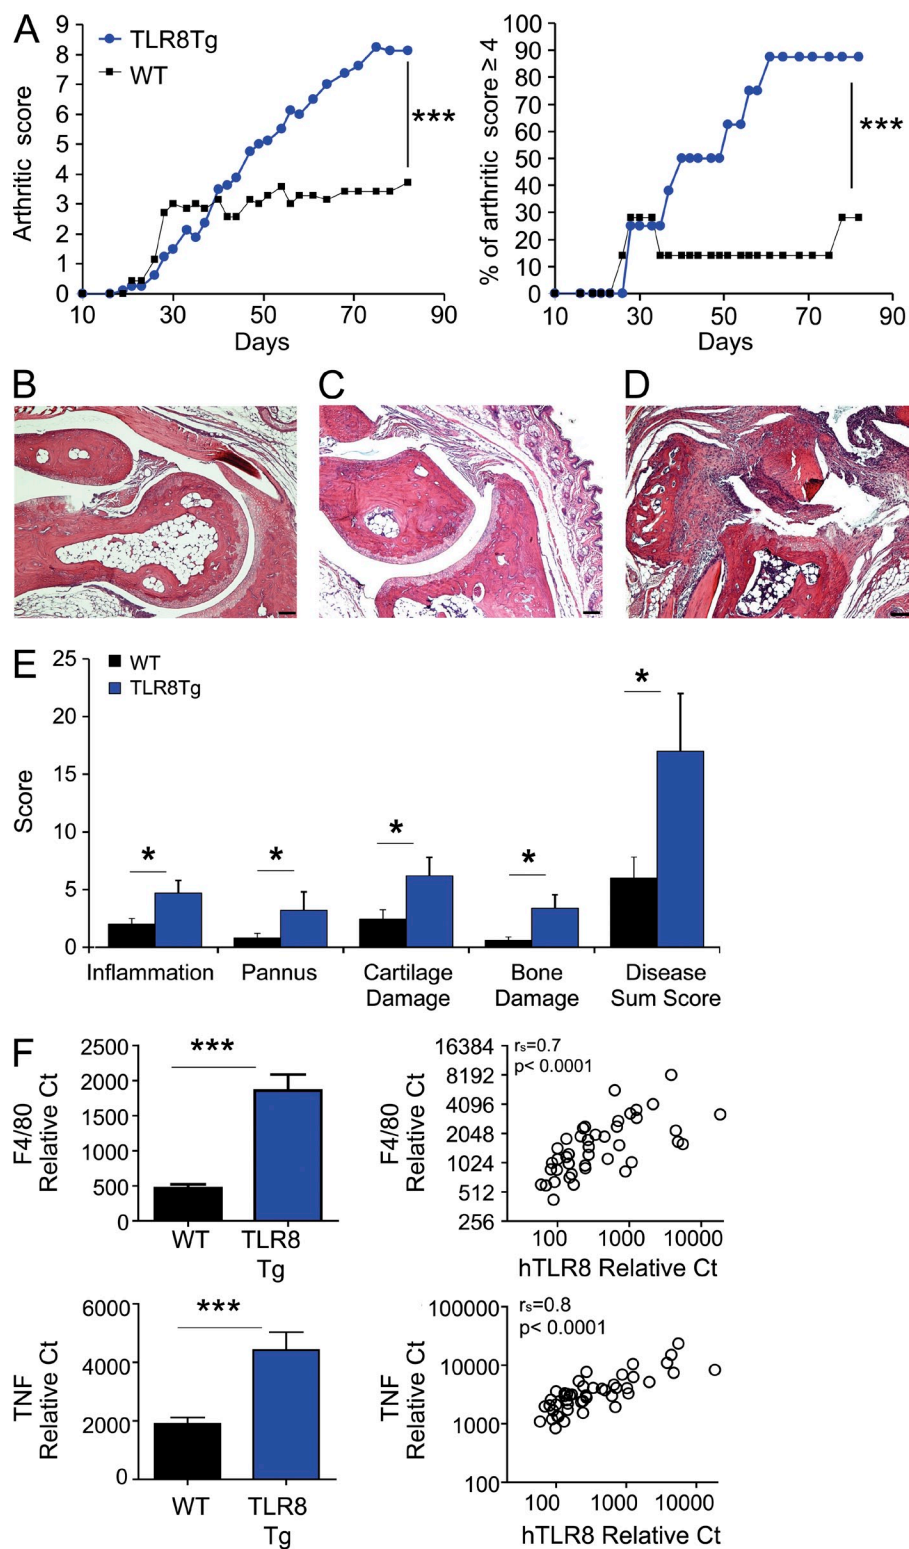 A
TLR8Tg
WT
Arthritic score
9
8
7
6
5
4
3
2
1
0
10
30
50
70
90
Days
***
% of arthritic score ≥ 4
100
90
80
70
60
50
40
30
20
10
0
10
30
50
70
90
Days
***
B
C
D
E
WT
TLR8Tg
Score
25
20
15
10
5
0
*
*
*
*
*
Inflammation
Pannus
Cartilage
Damage
Bone
Damage
Disease
Sum Score
F
F4/80
Relative Ct
2500
2000
1500
1000
500
0
***
WT
TLR8
Tg
F4/80
Relative Ct
16384
8192
4096
2048
1024
512
256
rs=0.7
p< 0.0001
100
1000
10000
hTLR8 Relative Ct
TNF
Relative Ct
6000
4000
2000
0
***
WT
TLR8
Tg
TNF
Relative Ct
100000
10000
1000
100
rs=0.8
p< 0.0001
100
1000
10000
hTLR8 Relative Ct